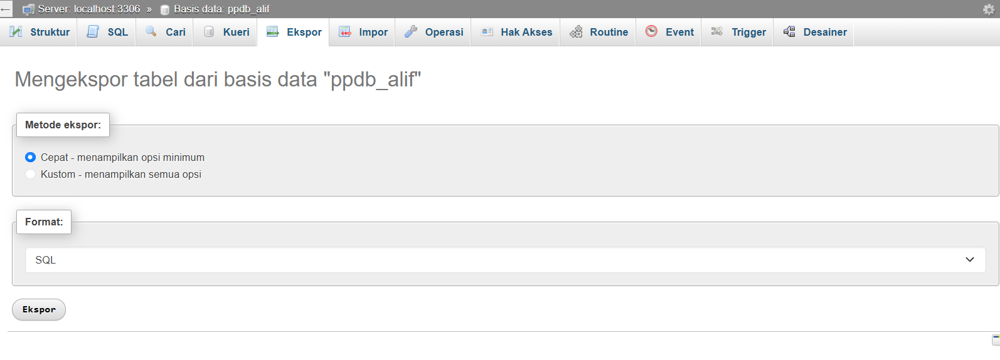 ← Server: localhost:3306 » Basis data: ppdb_alif
Struktur SQL Cari Kueri Ekspor Impor Operasi Hak Akses Routine Event Trigger Desainer
Mengekspor tabel dari basis data "ppdb_alif"
Metode ekspor:
Cepat - menampilkan opsi minimum
Kustom - menampilkan semua opsi
Format:
SQL
Ekspor